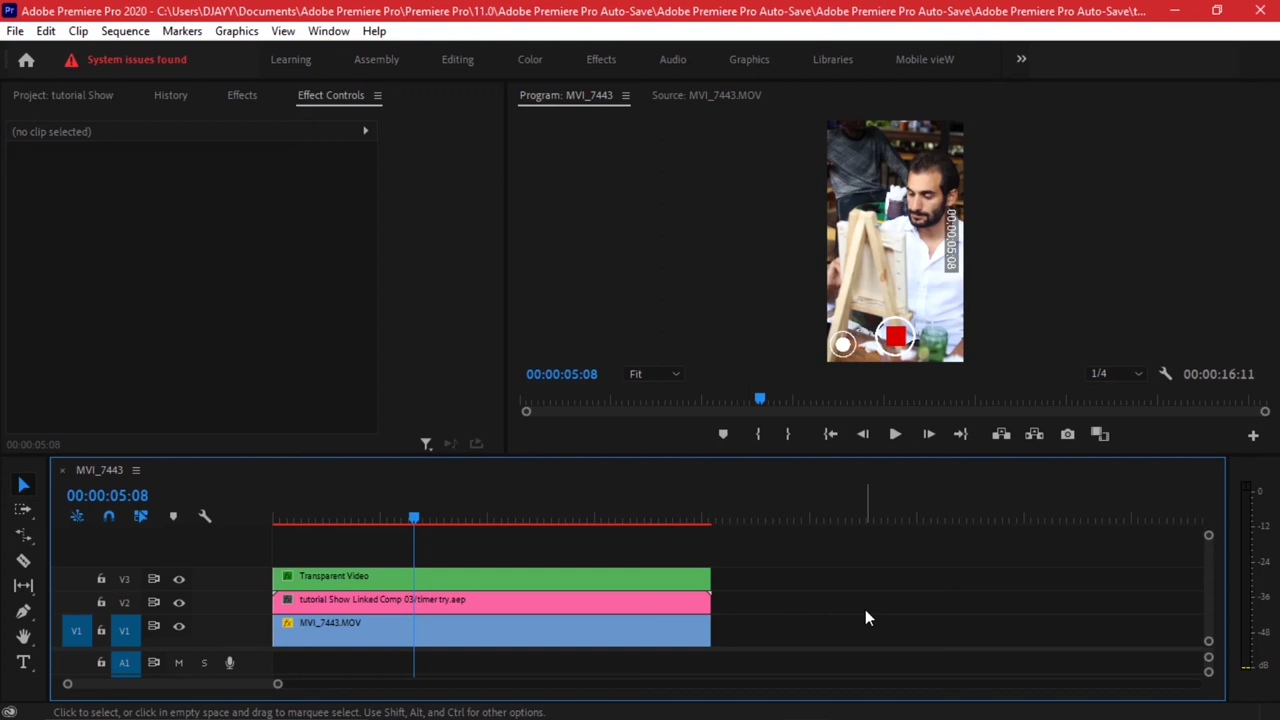 Adobe Premiere Pro 2020 - C:\Users\DJAYY\Documents\Adobe Premiere Pro\Premiere Pro\11.0\Adobe Premiere Pro Auto-Save\Adobe Premiere Pro Auto-Save\Adobe Premiere Pro Auto-Save\Adobe Premiere Pro Auto-Save\t...
File Edit Clip Sequence Markers Graphics View Window Help
System issues found Learning Assembly Editing Color Effects Audio Graphics Libraries Mobile vieW
Project: tutorial Show History Effects Effect Controls
Program: MVI_7443 Source: MVI_7443.MOV
(no clip selected)
00:00:05:08
00:00:05:08 Fit 1/4 00:00:16:11
00:00:05:08
MVI_7443
00:00:05:08
V3 Transparent Video
V2 tutorial Show Linked Comp 03/timer try.aep
V1 V1 MVI_7443.MOV
A1 M S
0
-12
-24
-36
-48
dB
Click to select, or click in empty space and drag to marquee select. Use Shift, Alt, and Ctrl for other options.